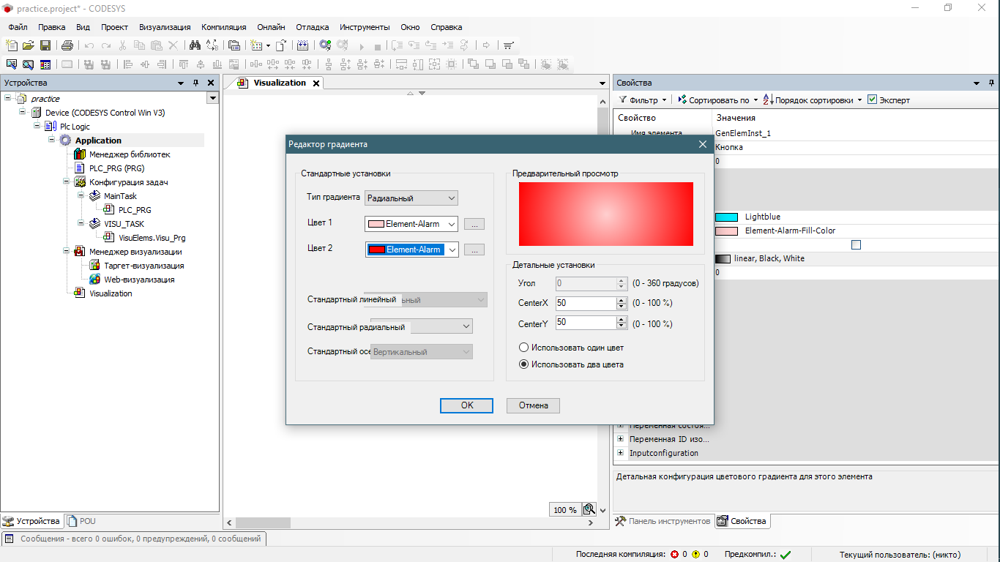 practice.project* - CODESYS
Файл Правка Вид Проект Визуализация Компиляция Онлайн Отладка Инструменты Окно Справка
Устройства
practice
Device (CODESYS Control Win V3)
Plc Logic
Application
Менеджер библиотек
PLC_PRG (PRG)
Конфигурация задач
MainTask
PLC_PRG
VISU_TASK
VisuElems.Visu_Prg
Менеджер визуализации
Таргет-визуализация
Web-визуализация
Visualization
Устройства POU
Visualization
Редактор градиента
Стандартные установки
Тип градиента Радиальный
Цвет 1 Element-Alarm ...
Цвет 2 Element-Alarm ...
Стандартный линейный
Стандартный радиальный
Стандартный осе Вертикальный
Предварительный просмотр
Детальные установки
Угол 0 (0 - 360 градусов)
CenterX 50 (0 - 100 %)
CenterY 50 (0 - 100 %)
Использовать один цвет
Использовать два цвета
OK Отмена
100 %
Свойства
Фильтр Сортировать по Порядок сортировки Эксперт
Свойство Значения
Имя элемента GenElemInst_1
Кнопка
0
Lightblue
Element-Alarm-Fill-Color
linear, Black, White
0
Переменная состоя...
Переменная ID изо...
Inputconfiguration
Детальная конфигурация цветового градиента для этого элемента
Панель инструментов Свойства
Сообщения - всего 0 ошибок, 0 предупреждений, 0 сообщений
Последняя компиляция: 0 0 Предкомпил.: Текущий пользователь: (никто)